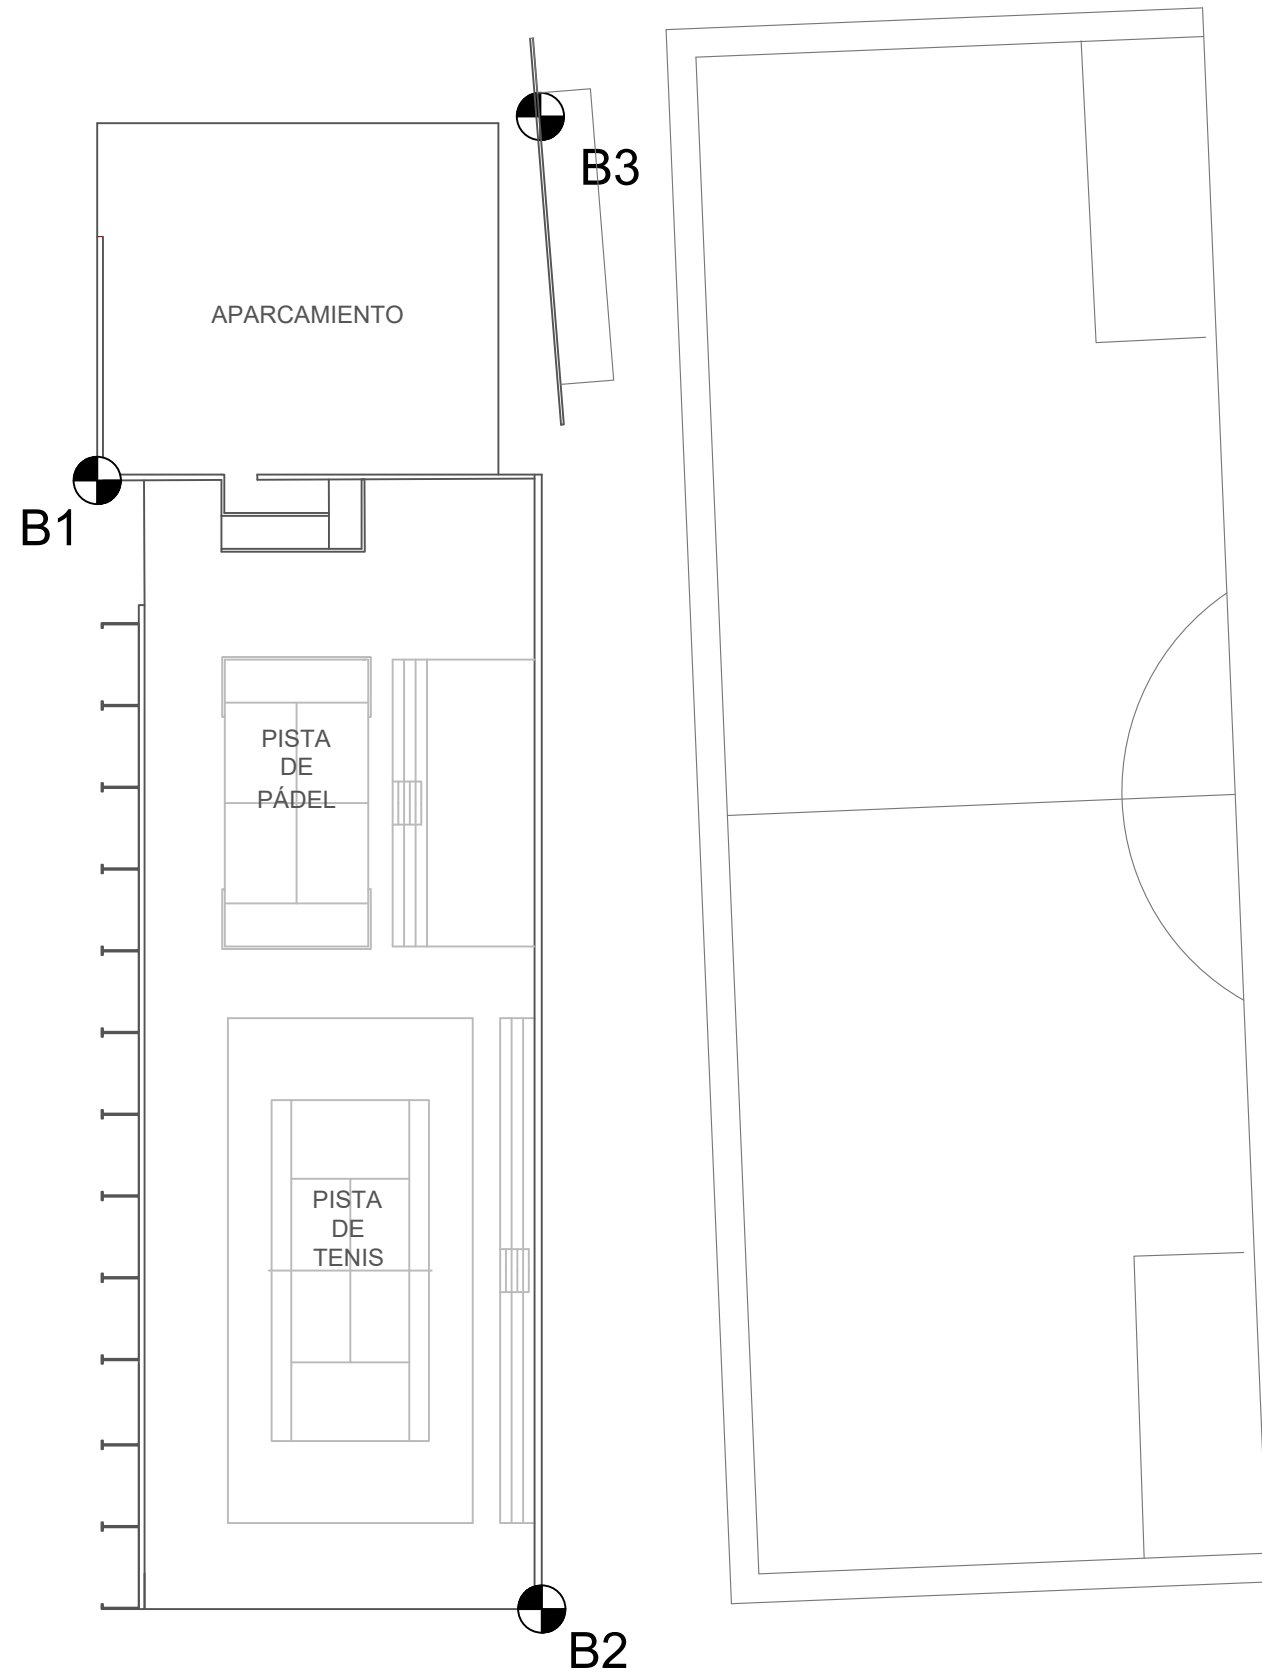 B3
APARCAMIENTO
B1
PISTA
DE
PÁDEL
PISTA
DE
TENIS
B2